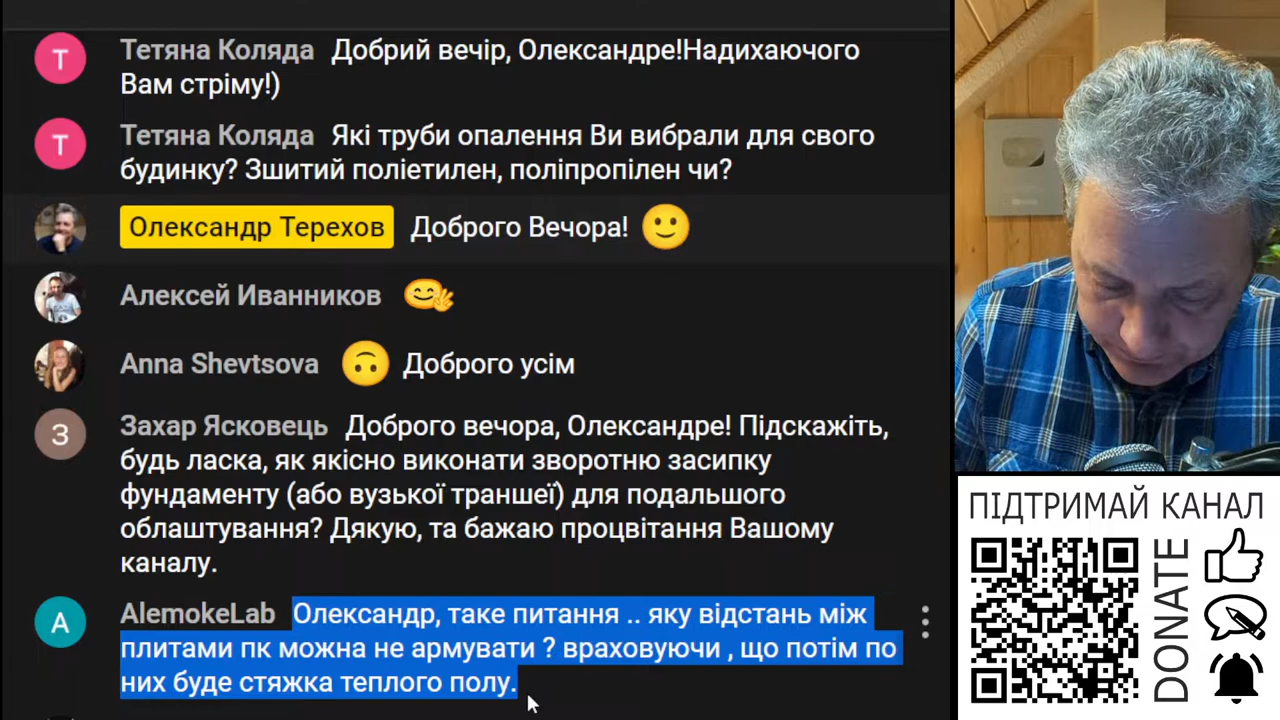 Тетяна Коляда Добрий вечір, Олександре!Надихаючого
Вам стріму!)
Тетяна Коляда Які труби опалення Ви вибрали для свого
будинку? Зшитий поліетилен, поліпропілен чи?
Олександр Терехов Доброго Вечора! 🙂
Алексей Иванников
Anna Shevtsova 🙃 Доброго усім
Захар Ясковець Доброго вечора, Олександре! Підскажіть,
будь ласка, як якісно виконати зворотню засипку
фундаменту (або вузької траншеї) для подальшого
облаштування? Дякую, та бажаю процвітання Вашому
каналу.
AlemokeLab Олександр, таке питання .. яку відстань між
плитами пк можна не армувати ? враховуючи , що потім по
них буде стяжка теплого полу.
Т
Т
З
A
ПІДТРИМАЙ КАНАЛ
DONATE